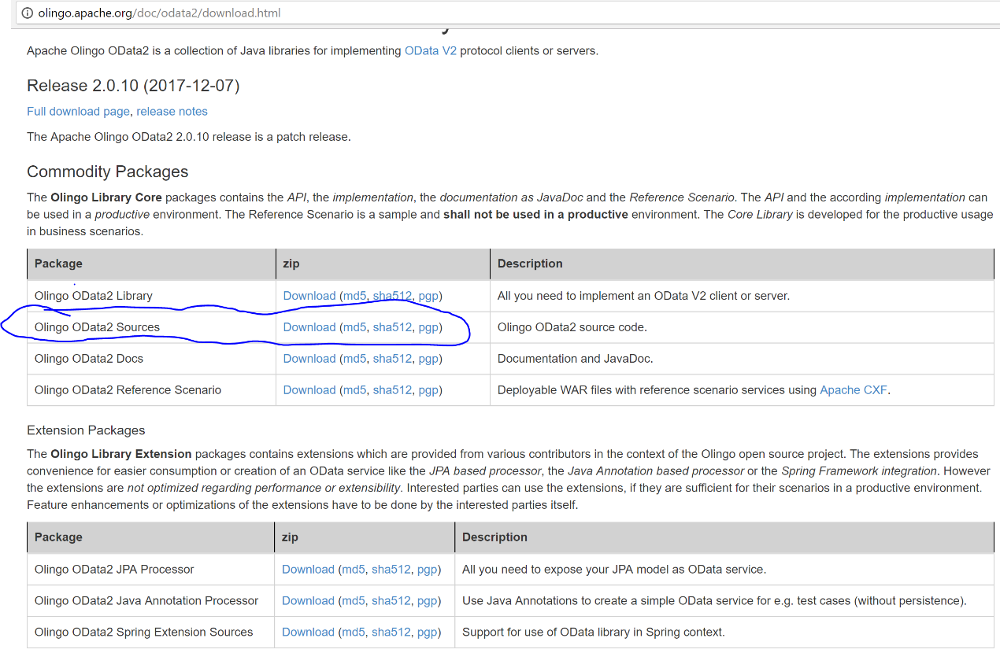 olingo.apache.org/doc/odata2/download.html
Apache Olingo OData2 is a collection of Java libraries for implementing OData V2 protocol clients or servers.
Release 2.0.10 (2017-12-07)
Full download page, release notes
The Apache Olingo OData2 2.0.10 release is a patch release.
Commodity Packages
The Olingo Library Core packages contains the API, the implementation, the documentation as JavaDoc and the Reference Scenario. The API and the according implementation can
be used in a productive environment. The Reference Scenario is a sample and shall not be used in a productive environment. The Core Library is developed for the productive usage
in business scenarios.
Package zip Description
Olingo OData2 Library Download (md5, sha512, pgp) All you need to implement an OData V2 client or server.
Olingo OData2 Sources Download (md5, sha512, pgp) Olingo OData2 source code.
Olingo OData2 Docs Download (md5, sha512, pgp) Documentation and JavaDoc.
Olingo OData2 Reference Scenario Download (md5, sha512, pgp) Deployable WAR files with reference scenario services using Apache CXF.
Extension Packages
The Olingo Library Extension packages contains extensions which are provided from various contributors in the context of the Olingo open source project. The extensions provides
convenience for easier consumption or creation of an OData service like the JPA based processor, the Java Annotation based processor or the Spring Framework integration. However
the extensions are not optimized regarding performance or extensibility. Interested parties can use the extensions, if they are sufficient for their scenarios in a productive environment.
Feature enhancements or optimizations of the extensions have to be done by the interested parties itself.
Package zip Description
Olingo OData2 JPA Processor Download (md5, sha512, pgp) All you need to expose your JPA model as OData service.
Olingo OData2 Java Annotation Processor Download (md5, sha512, pgp) Use Java Annotations to create a simple OData service for e.g. test cases (without persistence).
Olingo OData2 Spring Extension Sources Download (md5, sha512, pgp) Support for use of OData library in Spring context.